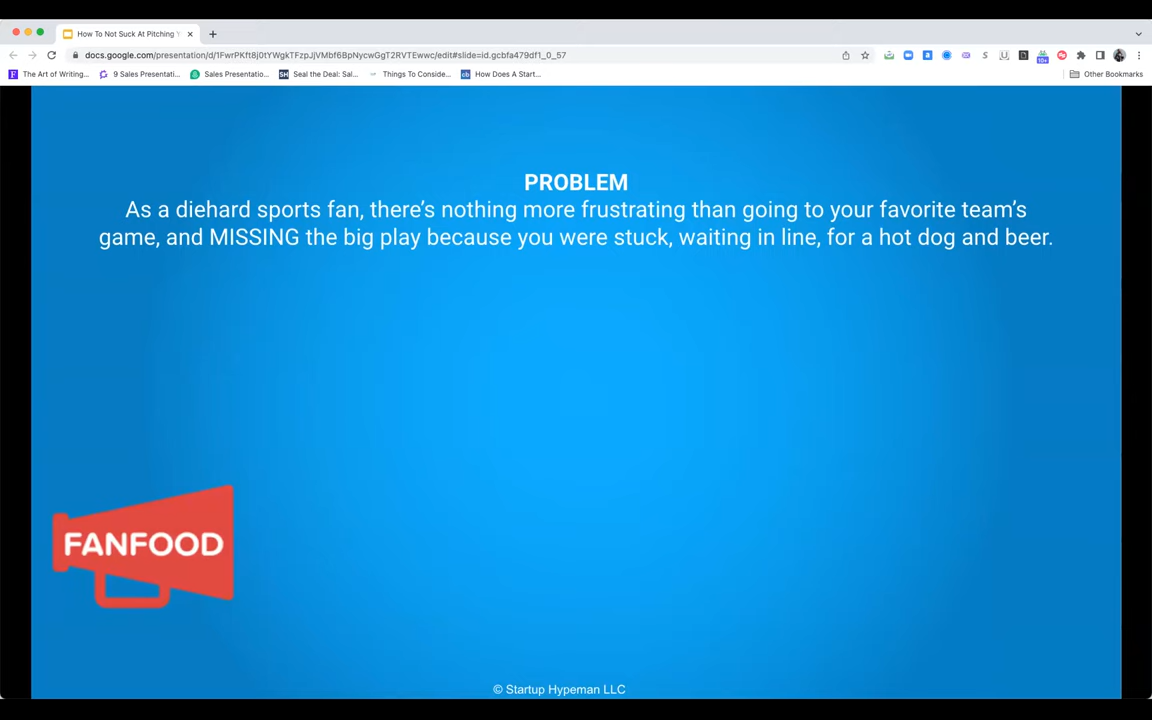 How To Not Suck At Pitching Y
docs.google.com/presentation/d/1FwrPKft8j0tYWgkTFzpJjVMbf6BpNycwGgT2RVTEwwc/edit#slide=id.gcbfa479df1_0_57
The Art of Writing... 9 Sales Presentati... Sales Presentatio... SH Seal the Deal: Sal... Things To Conside... cb How Does A Start... Other Bookmarks
PROBLEM
As a diehard sports fan, there's nothing more frustrating than going to your favorite team's
game, and MISSING the big play because you were stuck, waiting in line, for a hot dog and beer.
FANFOOD
© Startup Hypeman LLC